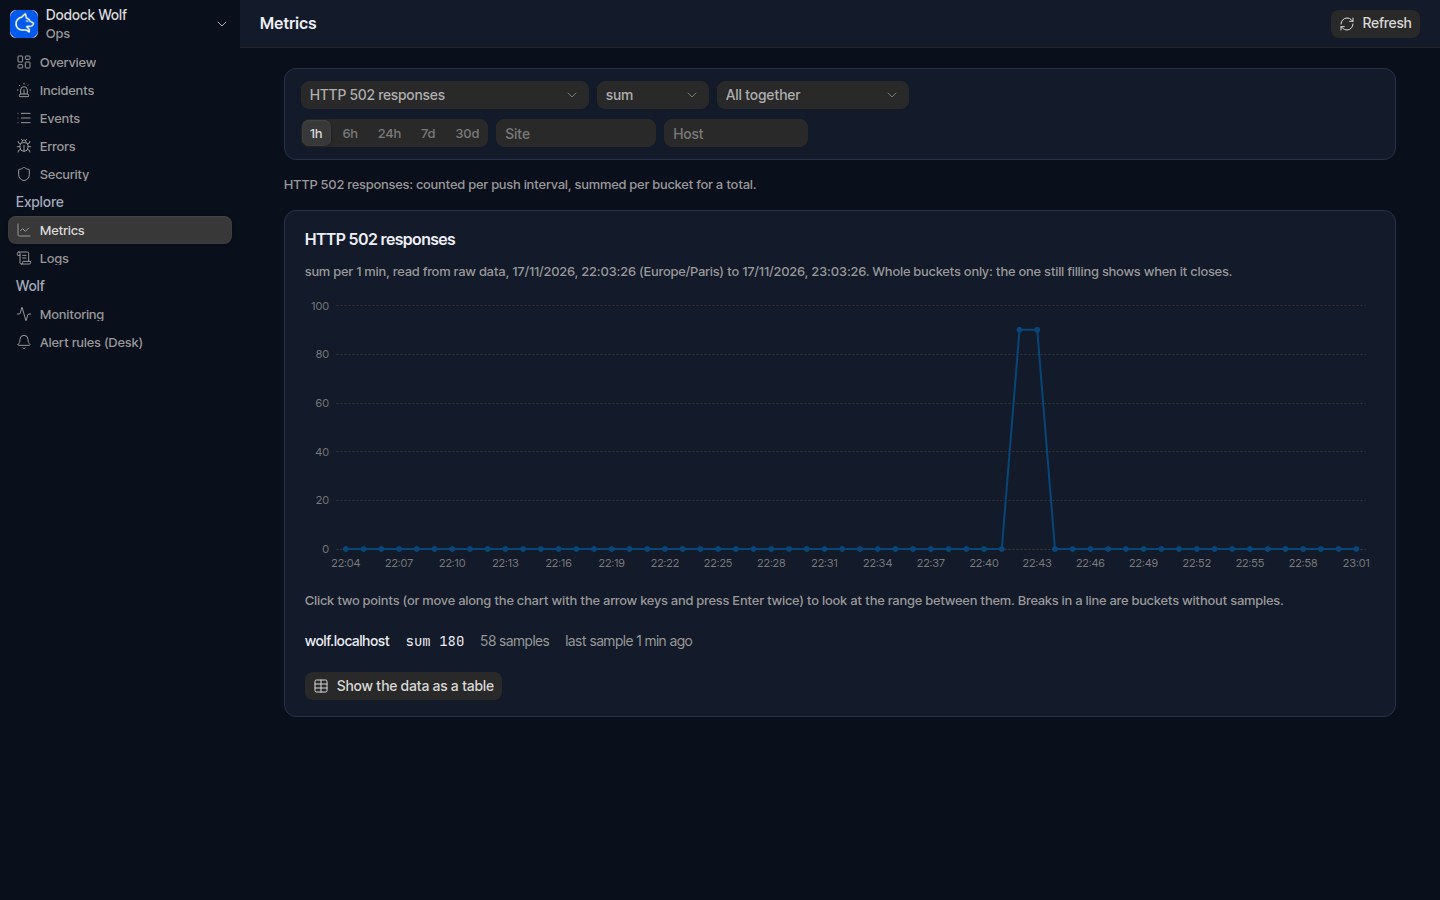 Dodock Wolf
Ops
Overview
Incidents
Events
Errors
Security
Explore
Metrics
Logs
Wolf
Monitoring
Alert rules (Desk)
Metrics
Refresh
HTTP 502 responses
sum
All together
1h 6h 24h 7d 30d
Site
Host
HTTP 502 responses: counted per push interval, summed per bucket for a total.
HTTP 502 responses
sum per 1 min, read from raw data, 17/11/2026, 22:03:26 (Europe/Paris) to 17/11/2026, 23:03:26. Whole buckets only: the one still filling shows when it closes.
100
80
60
40
20
0
22:04 22:07 22:10 22:13 22:16 22:19 22:22 22:25 22:28 22:31 22:34 22:37 22:40 22:43 22:46 22:49 22:52 22:55 22:58 23:01
Click two points (or move along the chart with the arrow keys and press Enter twice) to look at the range between them. Breaks in a line are buckets without samples.
wolf.localhost sum 180 58 samples last sample 1 min ago
Show the data as a table